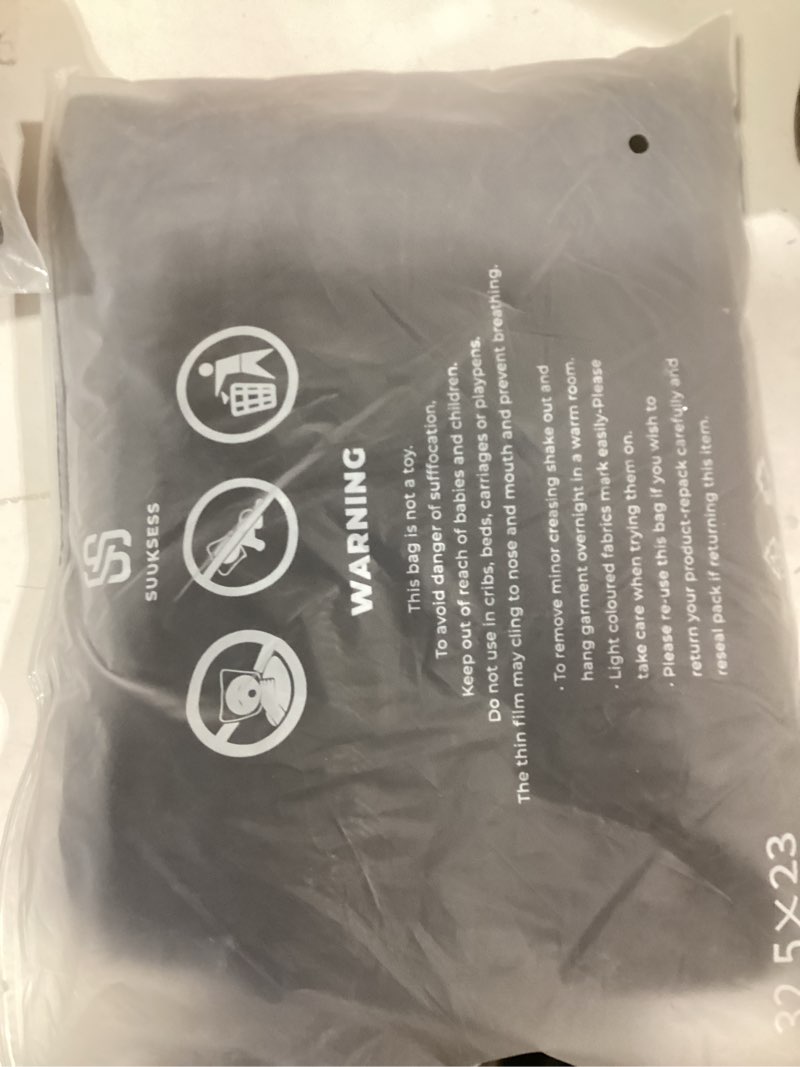 SUUKSESS
WARNING
This bag is not a toy.
To avoid danger of sufffocation,
Keep out of reach of babies and children.
Do not use in cribs, beds, carriages or playpens.
The thin film may cling to nose and mouth and prevent breathing.
· To remove minor creasing shake out and
hang garment overnight in a warm room.
· Light coloured fabrics mark easily-Please
take care when trying them on.
· Please re-use this bag if you wish to
return your product-repack carefully and
reseal pack if returning this item.
32.5X23